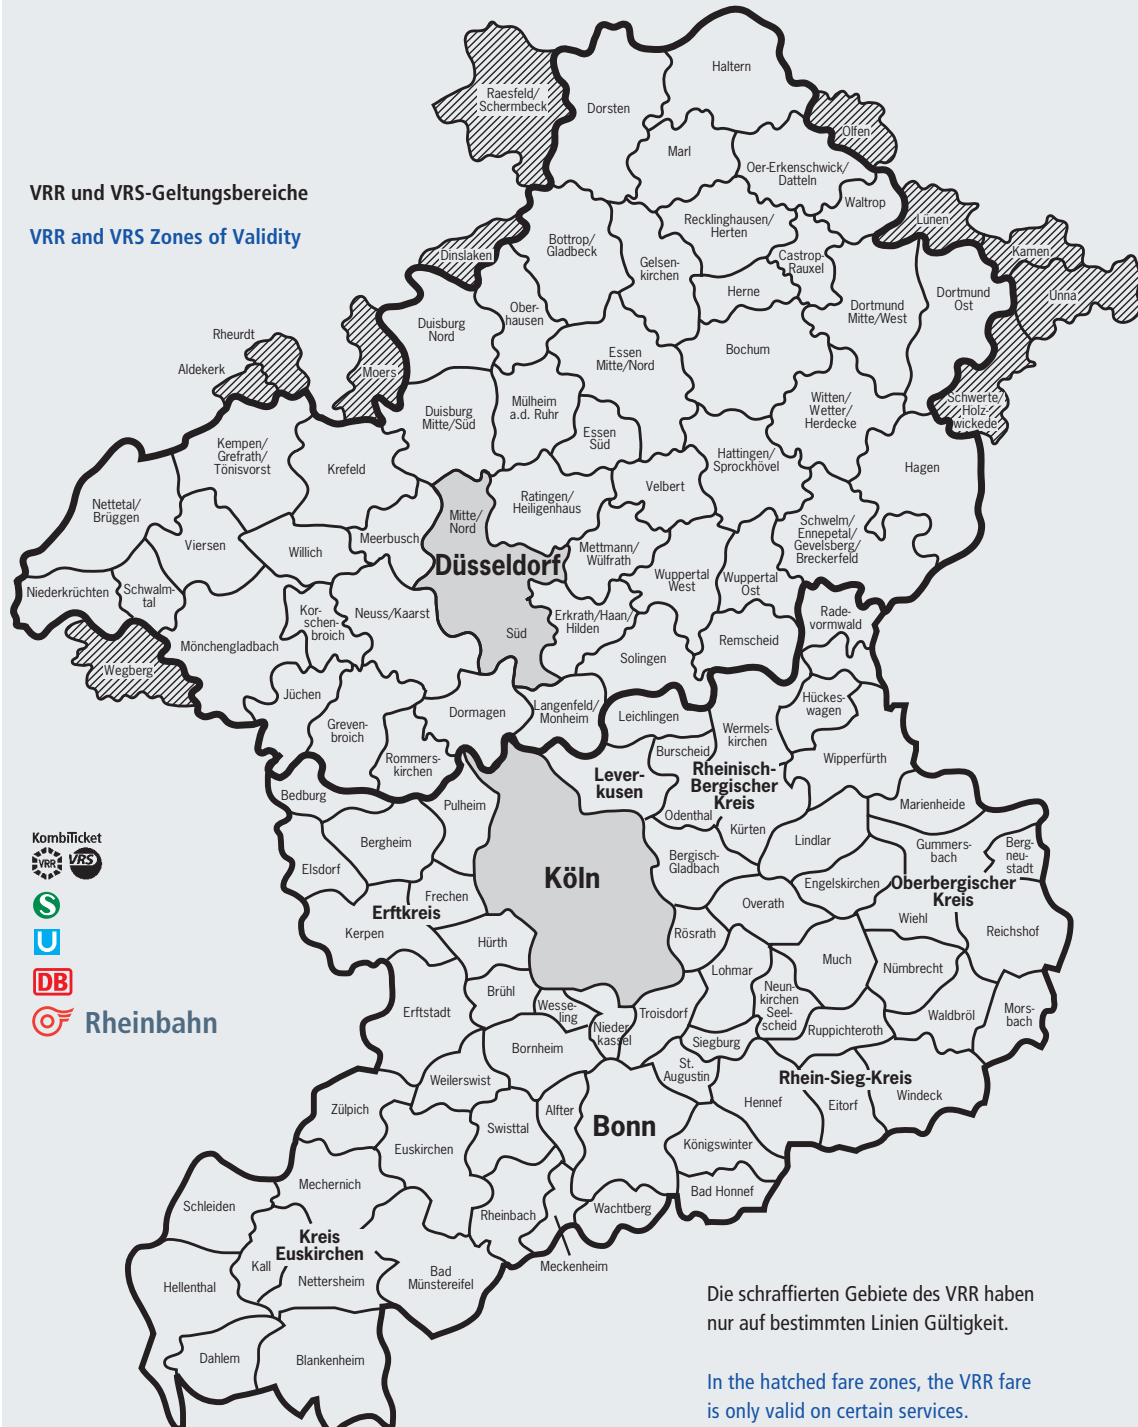 Haltern
Raesfeld/
Schermbeck
Dorsten
Olfen
Marl
Oer-Erkenschwick/
Datteln
VRR und VRS-Geltungsbereiche
Waltrop
VRR and VRS Zones of Validity
Recklinghausen/
Herten
Lünen
Bottrop/
Gladbeck
Dinslaken
Gelsen-
kirchen
Castrop-
Rauxel
Kamen
Herne
Unna
Dortmund
Mitte/West
Dortmund
Ost
Ober-
hausen
Duisburg
Nord
Rheurdt
Aldekerk
Moers
Essen
Mitte/Nord
Bochum
Duisburg
Mitte/Süd
Mülheim
a.d. Ruhr
Witten/
Wetter/
Herdecke
Schwerte/
Holz-
wickede
Essen
Süd
Kempen/
Grefrath/
Tönisvorst
Krefeld
Hattingen/
Sprockhövel
Hagen
Nettetal/
Brüggen
Ratingen/
Heiligenhaus
Velbert
Mitte/
Nord
Viersen
Willich
Meerbusch
Schwelm/
Ennepetal/
Gevelsberg/
Breckerfeld
Düsseldorf
Mettmann/
Wülfrath
Wuppertal
West
Wuppertal
Ost
Niederkrüchten
Schwalm-
tal
Kor-
schen-
broich
Neuss/Kaarst
Erkrath/Haan/
Hilden
Rade-
vormwald
Süd
Remscheid
Mönchengladbach
Solingen
Wegberg
Jüchen
Hückes-
wagen
Langenfeld/
Monheim
Dormagen
Leichlingen
Greven-
broich
Wermels-
kirchen
Rommers-
kirchen
Burscheid
Wipperfürth
Lever-
kusen
Rheinisch-
Bergischer
Kreis
Bedburg
Pulheim
Marienheide
Odenthal
Kürten
Lindlar
KombiTicket
VRR VRS
Bergheim
Gummers-
bach
Berg-
neu-
stadt
Elsdorf
Bergisch-
Gladbach
Köln
Engelskirchen
Oberbergischer
Kreis
Frechen
Overath
S
Erftkreis
Wiehl
Kerpen
Rösrath
Reichshof
U
Hürth
Much
Lohmar
Nümbrecht
DB
Brühl
Neun-
kirchen
Seel-
scheid
Erftstadt
Wesse-
ling
Troisdorf
Waldbröl
Mors-
bach
Rheinbahn
Nieder
kassel
Ruppichteroth
Siegburg
Bornheim
St.
Augustin
Weilerswist
Rhein-Sieg-Kreis
Windeck
Hennef
Eitorf
Zülpich
Alfter
Bonn
Swisttal
Euskirchen
Königswinter
Mechernich
Bad Honnef
Schleiden
Wachtberg
Rheinbach
Kreis
Euskirchen
Kall
Meckenheim
Hellenthal
Nettersheim
Bad
Münstereifel
Die schraffierten Gebiete des VRR haben
nur auf bestimmten Linien Gültigkeit.
Dahlem
Blankenheim
In the hatched fare zones, the VRR fare
is only valid on certain services.